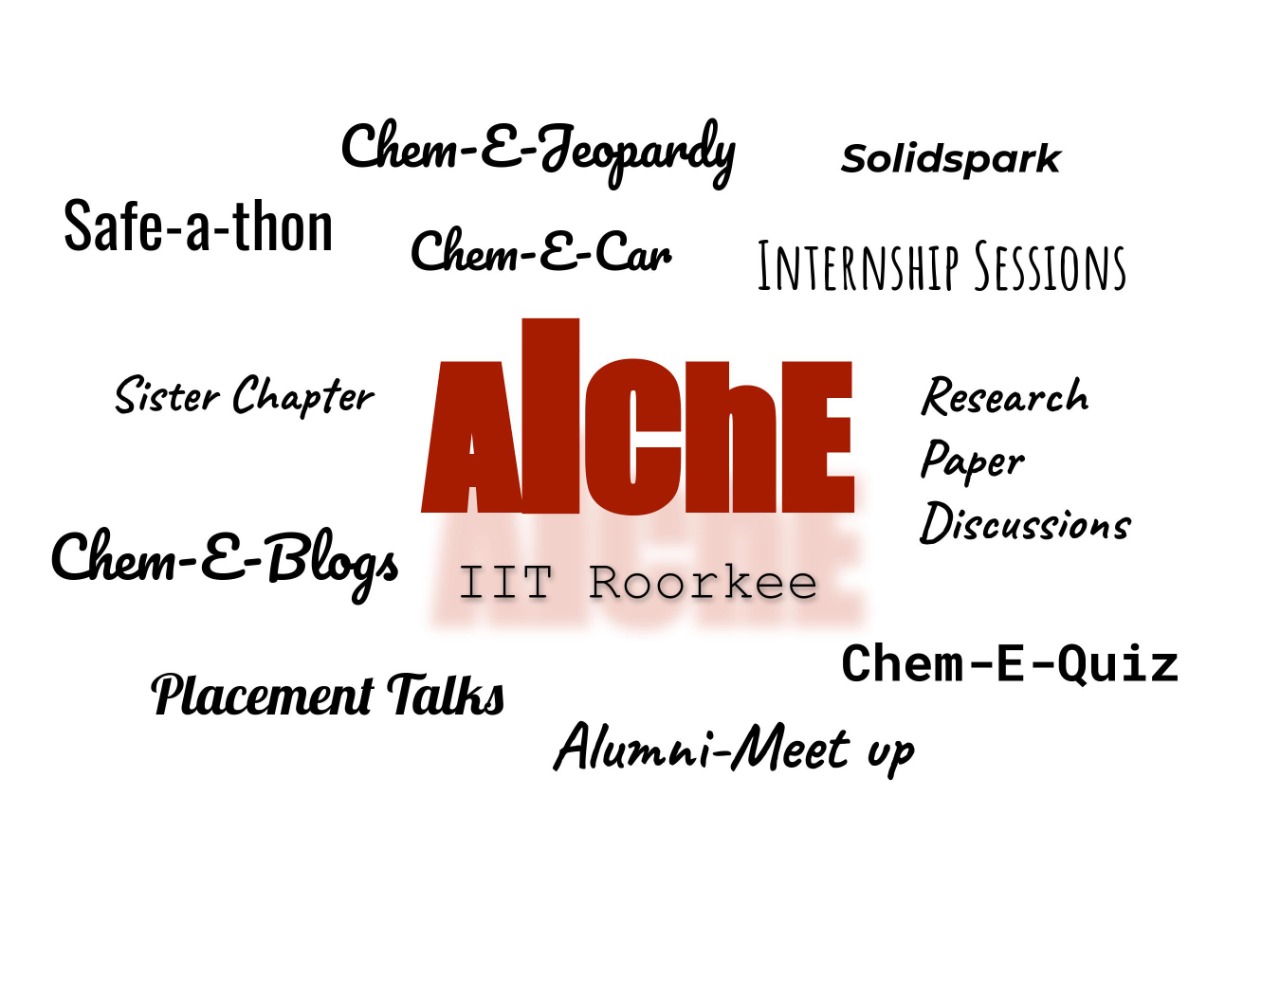 Chem-E-Jeopardy
Solidspark
Safe-a-thon
Chem-E-Car
Internship Sessions
AIChE
Sister Chapter
Research
Paper
Discussions
Chem-E-Blogs
IIT Roorkee
Chem-E-Quiz
Placement Talks
Alumni-Meet up